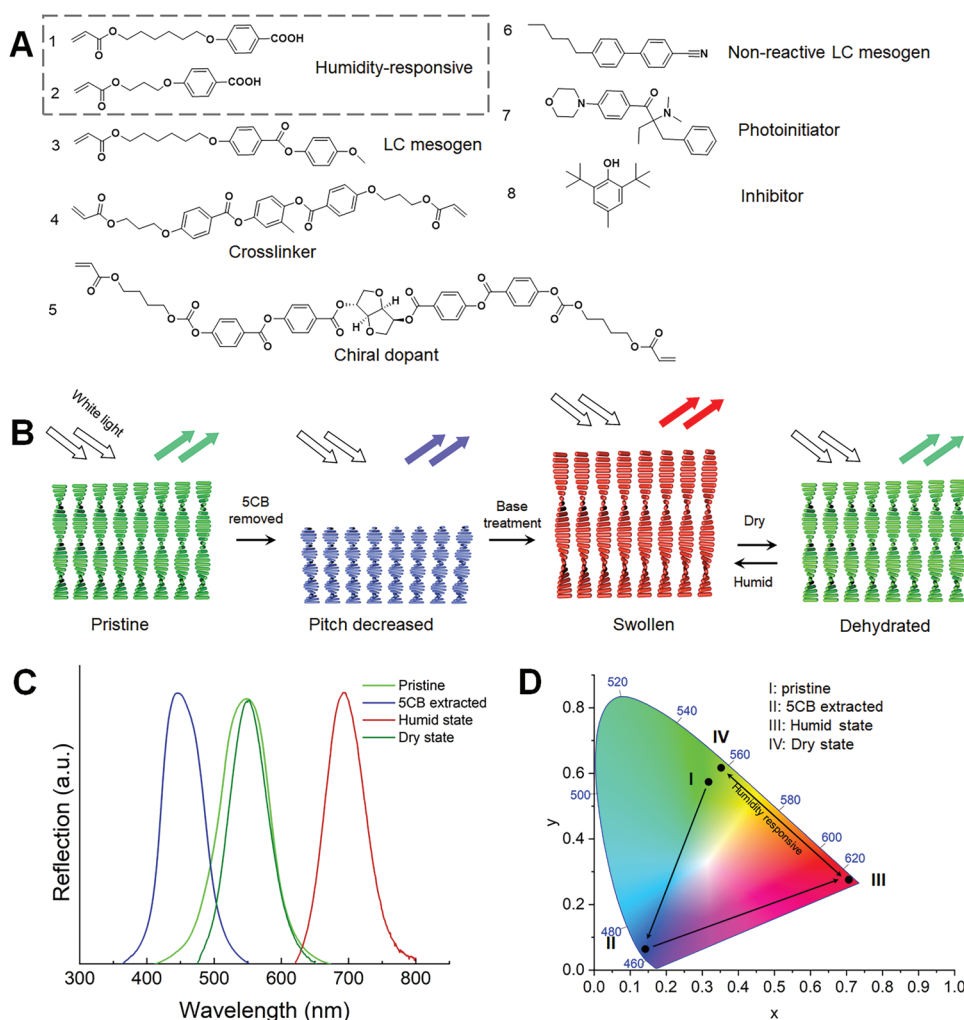 A
1
O
O
O
COOH
Humidity-responsive
2
O
O
O
COOH
3
O
O
O
O
O
O
LC mesogen
4
O
O
O
O
O
O
O
O
O
O
Crosslinker
5
O
O
O
O
O
O
O
O
O
O
H
H
O
O
O
O
O
O
O
O
O
O
Chiral dopant
6
N
Non-reactive LC mesogen
7
O
N
O
N
Photoinitiator
8
OH
Inhibitor
B
White light
5CB
removed
Base
treatment
Dry
Humid
Pristine
Pitch decreased
Swollen
Dehydrated
C
Pristine
5CB extracted
Humid state
Dry state
Reflection (a.u.)
300
400
500
600
700
800
Wavelength (nm)
D
I: pristine
II: 5CB extracted
III: Humid state
IV: Dry state
520
540
560
580
600
620
500
480
460
I
II
III
IV
Humidity responsive
0.8
0.6
0.4
0.2
0.0
y
0.0
0.1
0.2
0.3
0.4
0.5
0.6
0.7
0.8
0.9
1.0
x